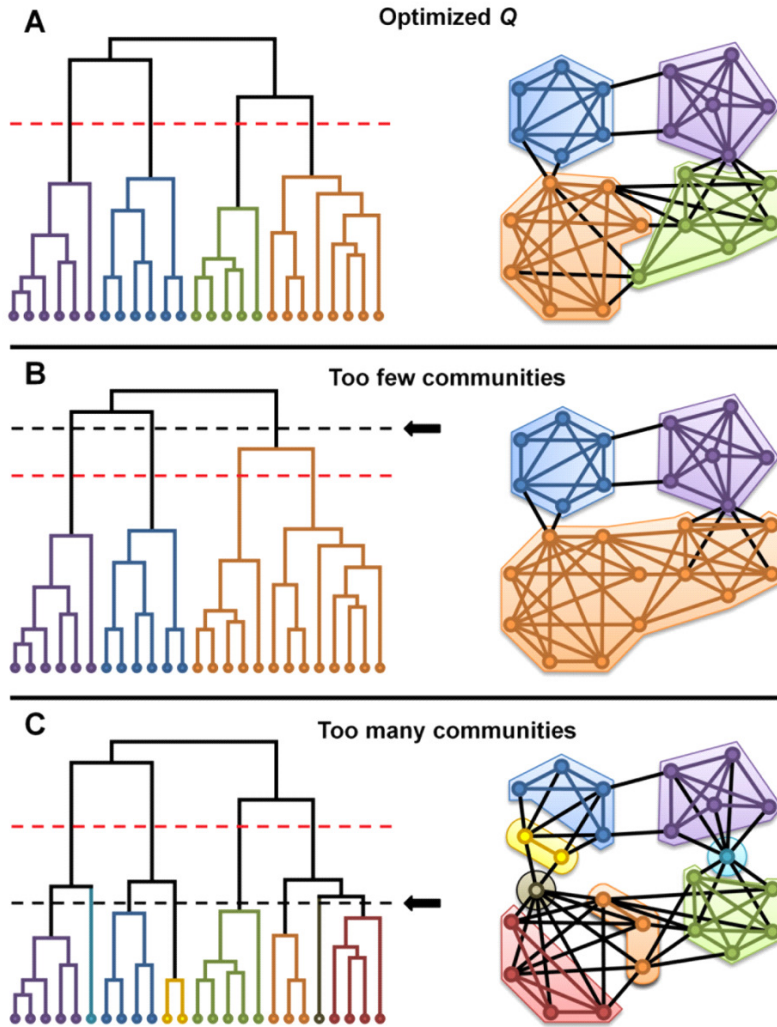 A
Optimized Q
B
Too few communities
C
Too many communities